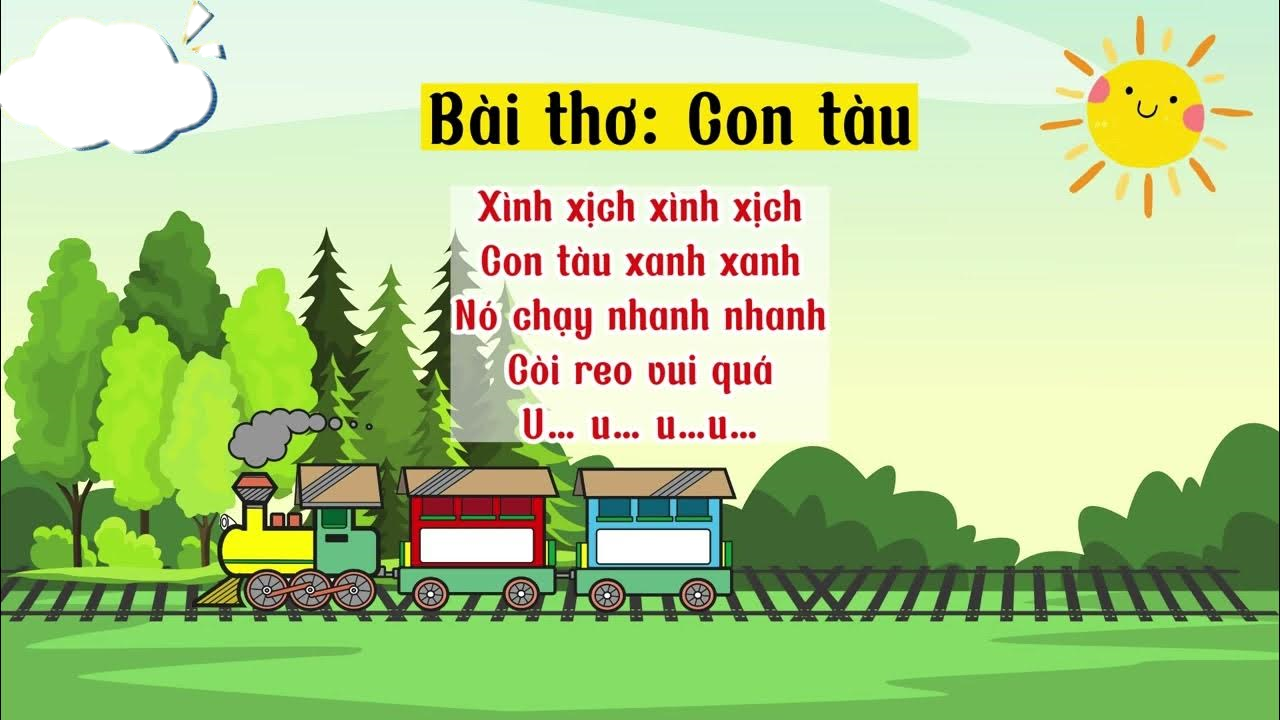 Bài thơ: Con tàu
Xình xịch xình xịch
Con tàu xanh xanh
Nó chạy nhanh nhanh
Còi reo vui quá
U... u... u...u...